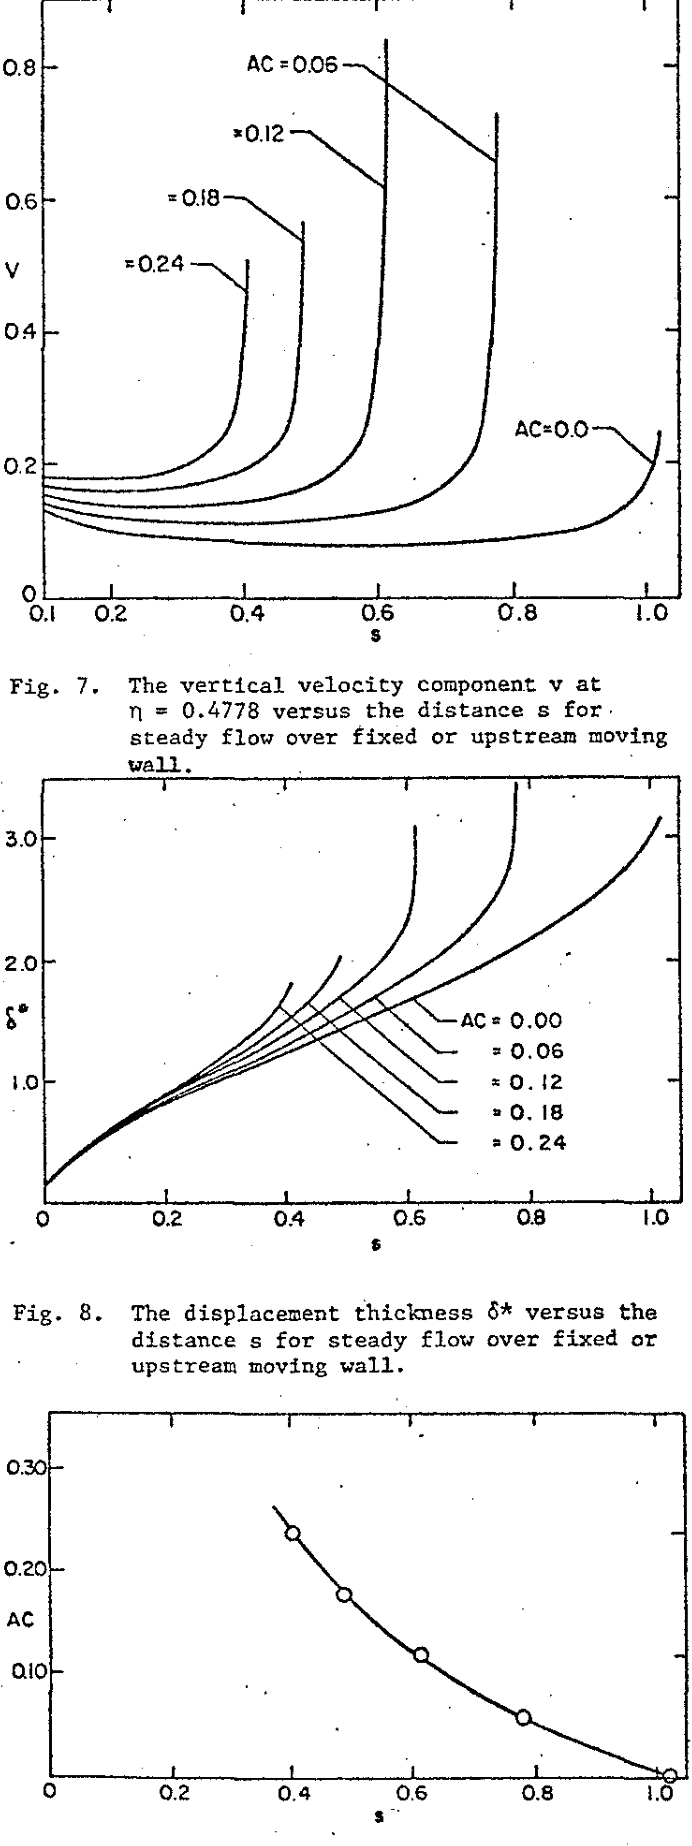 0.8
AC = 0.06
= 0.12
0.6
= 0.18
= 0.24
V
0.4
AC = 0.0
0.2
0
0.1 0.2 0.4 0.6 0.8 1.0
s
Fig. 7. The vertical velocity component v at
η = 0.4778 versus the distance s for
steady flow over fixed or upstream moving
wall.
3.0
2.0
δ*
AC = 0.00
= 0.06
1.0
= 0.12
= 0.18
= 0.24
0 0.2 0.4 0.6 0.8 1.0
s
Fig. 8. The displacement thickness δ* versus the
distance s for steady flow over fixed or
upstream moving wall.
0.30
0.20
AC
0.10
0 0.2 0.4 0.6 0.8 1.0
s